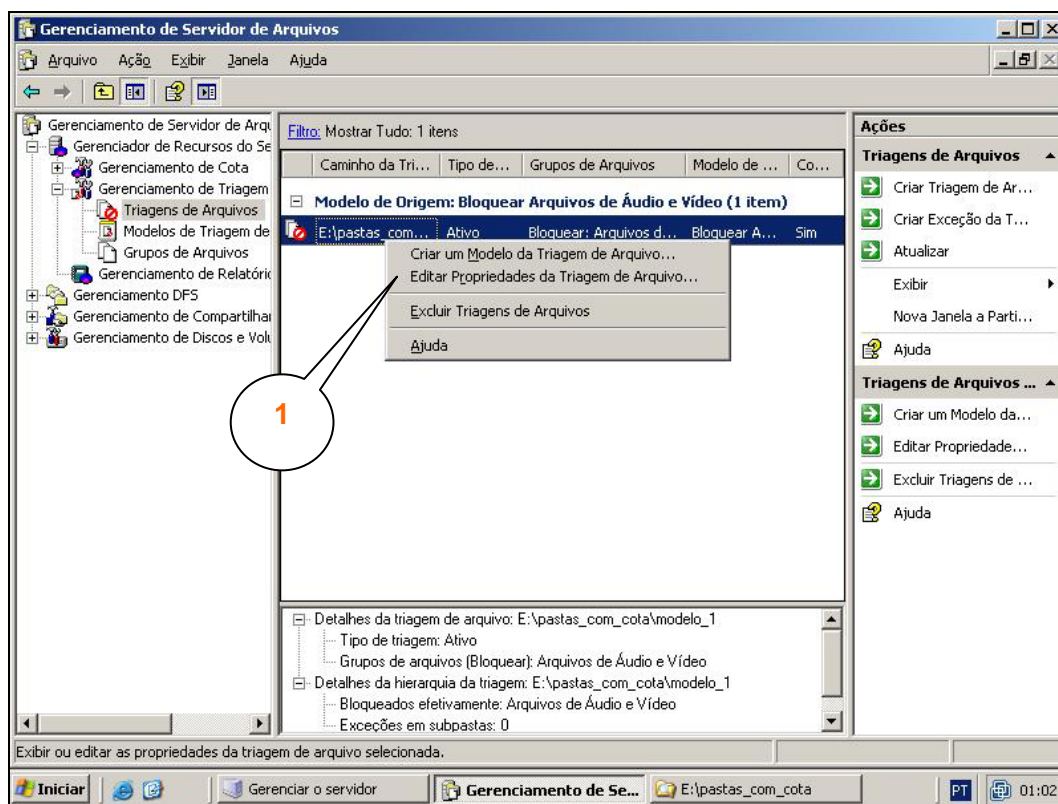 Gerenciamento de Servidor de Arquivos
Arquivo Ação Exibir Janela Ajuda
Gerenciamento de Servidor de Arqu
Gerenciador de Recursos do Se
Gerenciamento de Cota
Gerenciamento de Triagem
Triagens de Arquivos
Modelos de Triagem de
Grupos de Arquivos
Gerenciamento de Relatóric
Gerenciamento DFS
Gerenciamento de Compartilha
Gerenciamento de Discos e Volu
Filtro: Mostrar Tudo: 1 itens
Caminho da Tri... Tipo de... Grupos de Arquivos Modelo de ... Co...
Modelo de Origem: Bloquear Arquivos de Áudio e Vídeo (1 item)
E:\pastas_com... Ativo Bloquear: Arquivos d... Bloquear A... Sim
Criar um Modelo da Triagem de Arquivo...
Editar Propriedades da Triagem de Arquivo...
Excluir Triagens de Arquivos
Ajuda
1
Detalhes da triagem de arquivo: E:\pastas_com_cota\modelo_1
Tipo de triagem: Ativo
Grupos de arquivos (Bloquear): Arquivos de Áudio e Vídeo
Detalhes da hierarquia da triagem: E:\pastas_com_cota\modelo_1
Bloqueados efetivamente: Arquivos de Áudio e Vídeo
Exceções em subpastas: 0
Ações
Triagens de Arquivos
Criar Triagem de Ar...
Criar Exceção da T...
Atualizar
Exibir
Nova Janela a Parti...
Ajuda
Triagens de Arquivos ...
Criar um Modelo da...
Editar Propriedade...
Excluir Triagens de ...
Ajuda
Exibir ou editar as propriedades da triagem de arquivo selecionada.
Iniciar Gerenciar o servidor Gerenciamento de Se... E:\pastas_com_cota PT 01:02